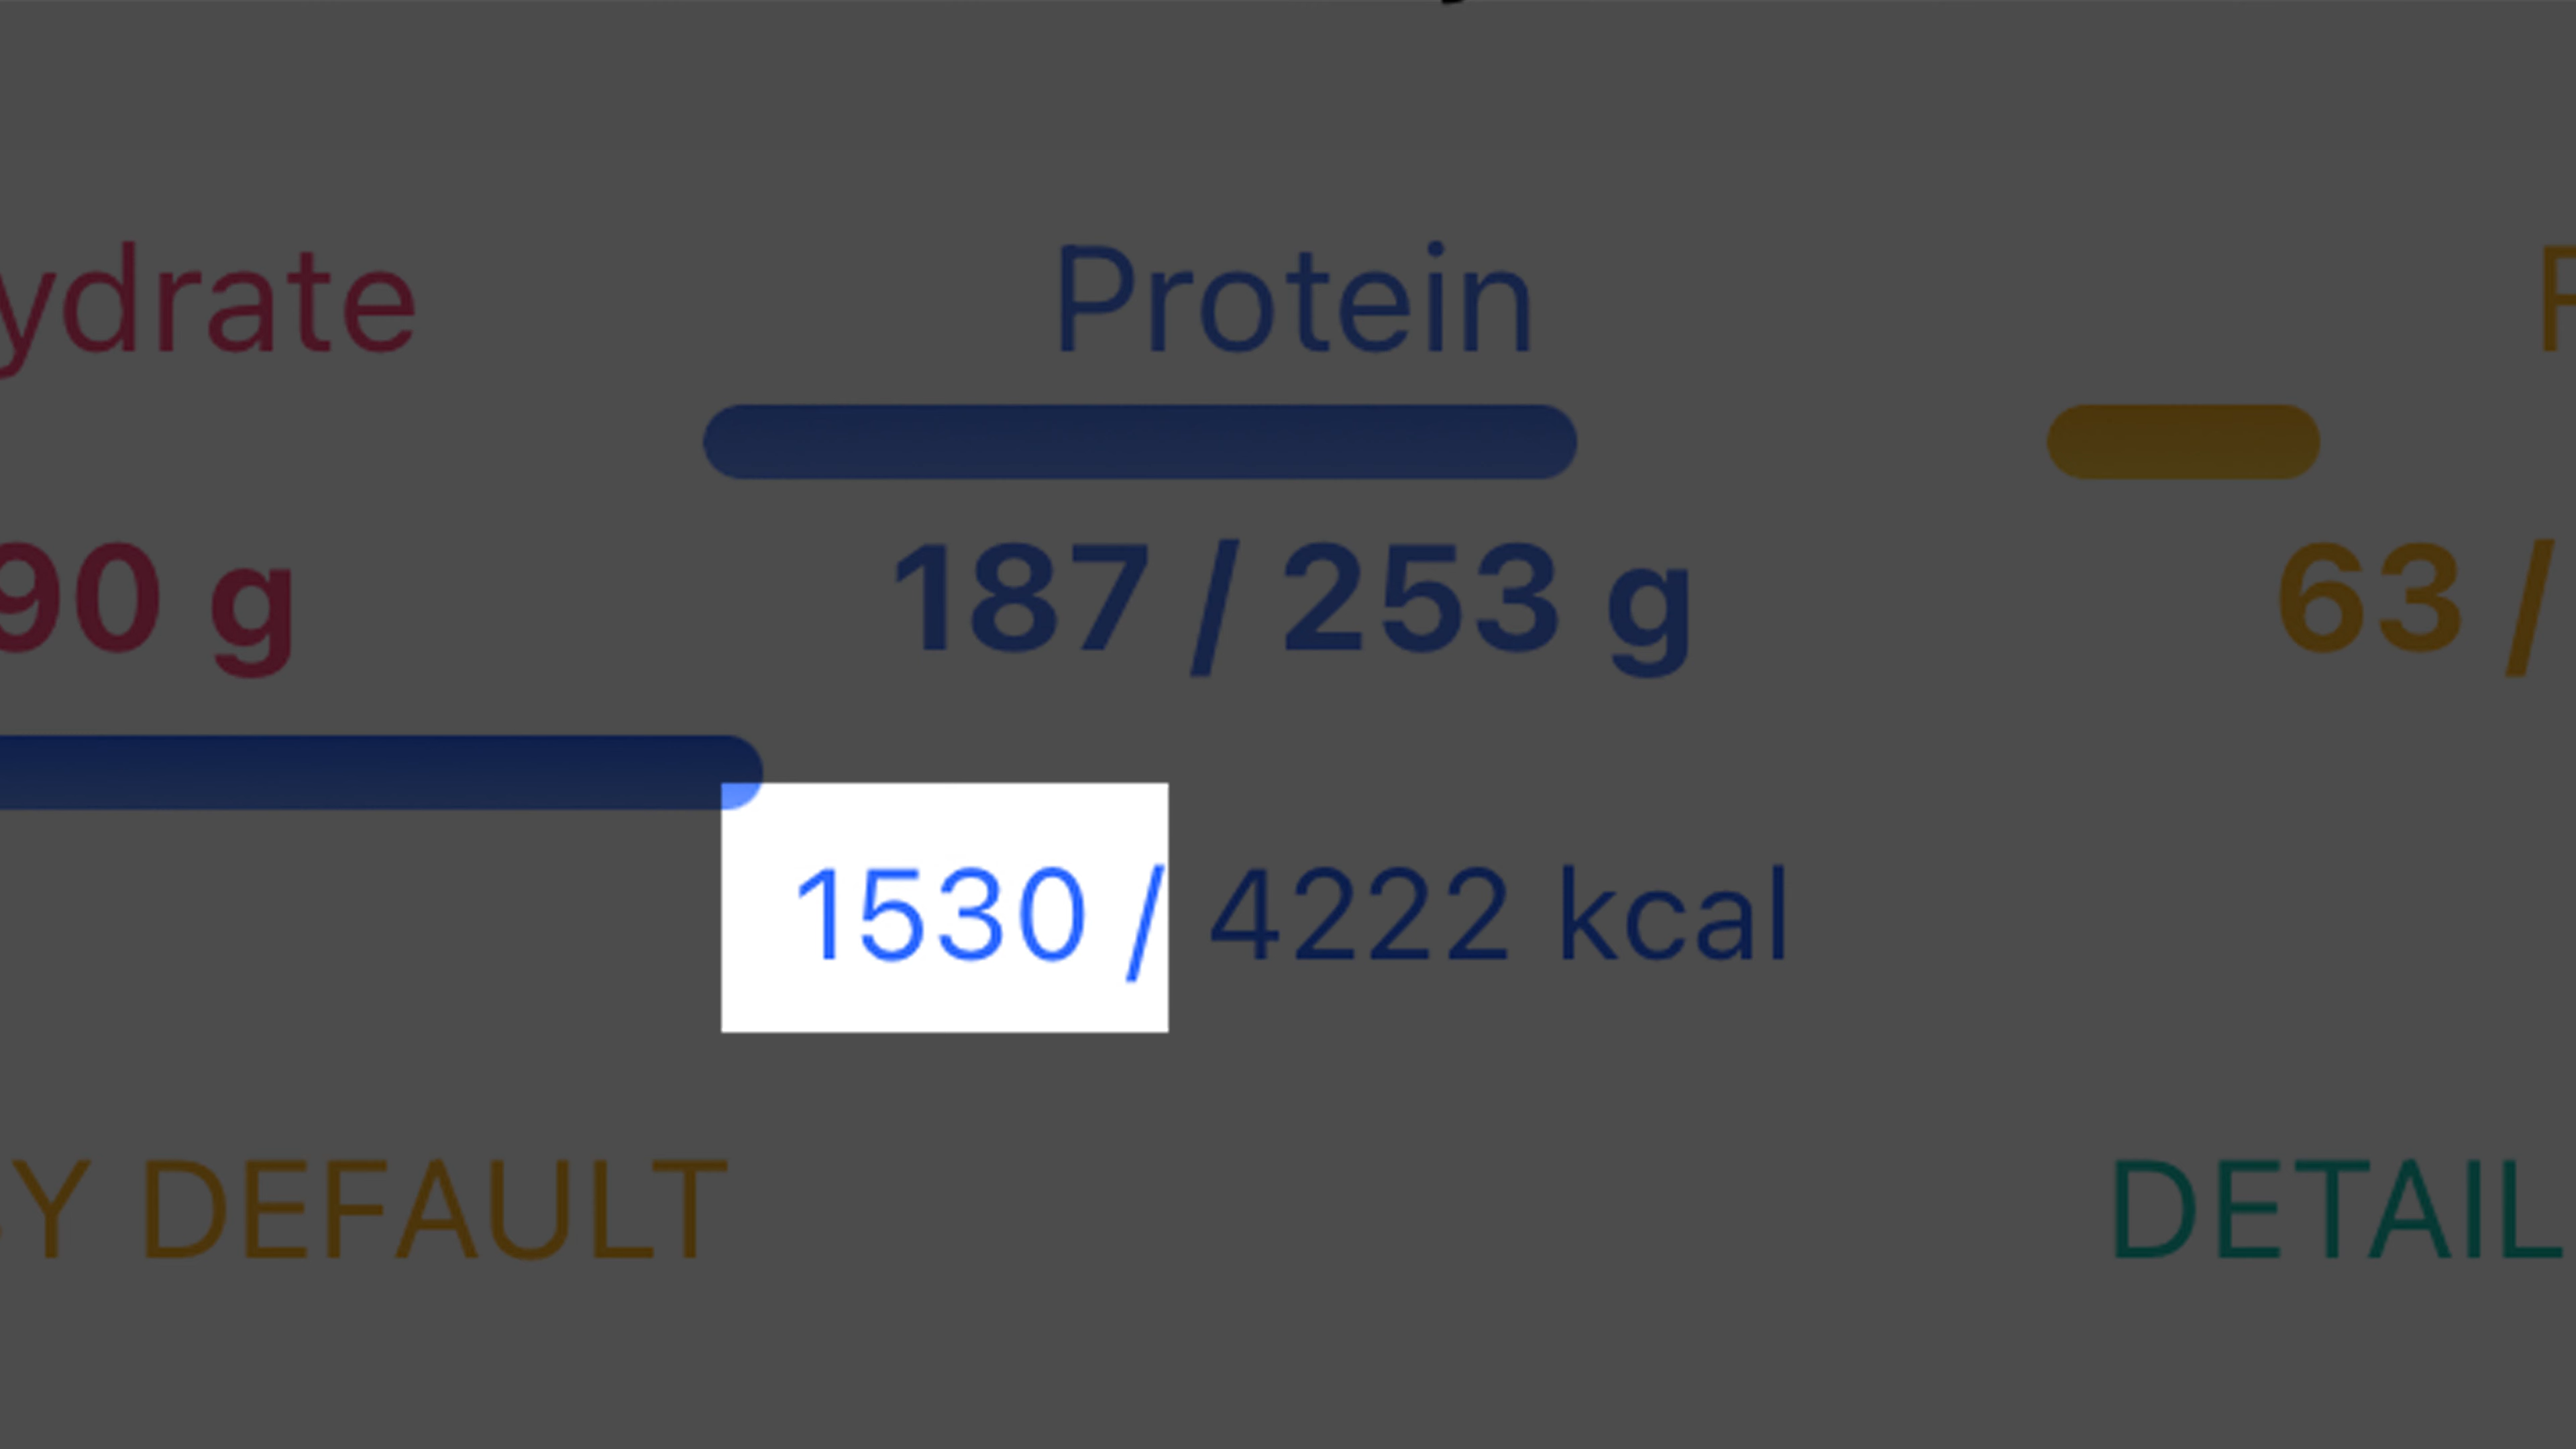 ydrate Protein
90 g 187 / 253 g 63 /
1530 / 4222 kcal
Y DEFAULT DETAIL